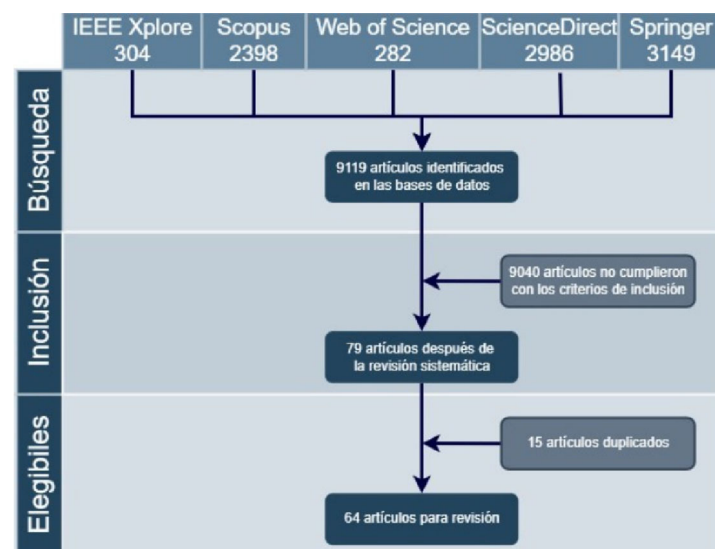 IEEE Xplore
304
Scopus
2398
Web of Science
282
ScienceDirect
2986
Springer
3149
Búsqueda
9119 artículos identificados
en las bases de datos
Inclusión
9040 artículos no cumplieron
con los criterios de inclusión
79 artículos después de
la revisión sistemática
Elegibiles
15 artículos duplicados
64 artículos para revisión